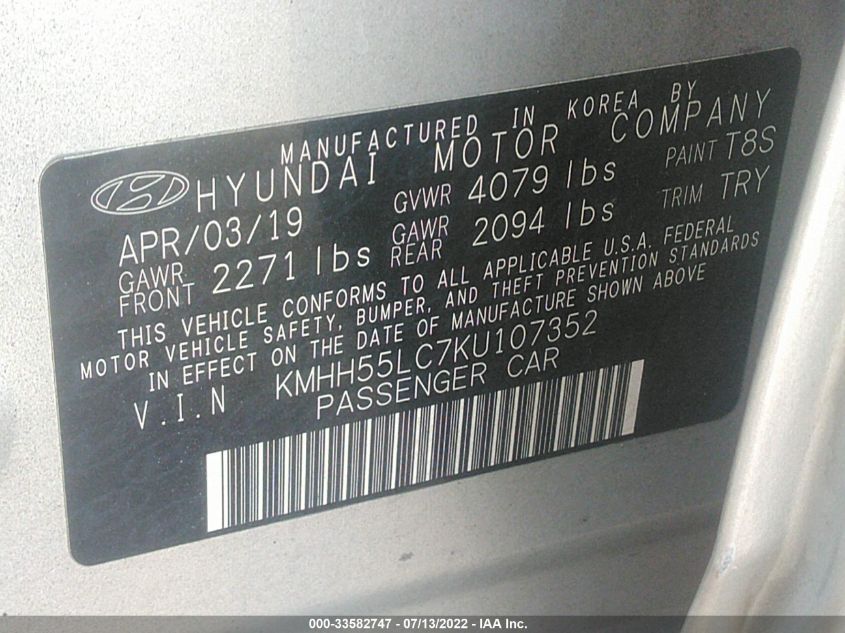 MANUFACTURED IN KOREA BY
HYUNDAI MOTOR COMPANY
APR/03/19 GVWR 4079 lbs PAINT T8S
GAWR FRONT 2271 lbs GAWR REAR 2094 lbs TRIM TRY
THIS VEHICLE CONFORMS TO ALL APPLICABLE U.S.A. FEDERAL
MOTOR VEHICLE SAFETY, BUMPER, AND THEFT PREVENTION STANDARDS
IN EFFECT ON THE DATE OF MANUFACTURE SHOWN ABOVE
V.I.N KMHH55LC7KU107352
PASSENGER CAR
000-33582747 - 07/13/2022 - IAA Inc.